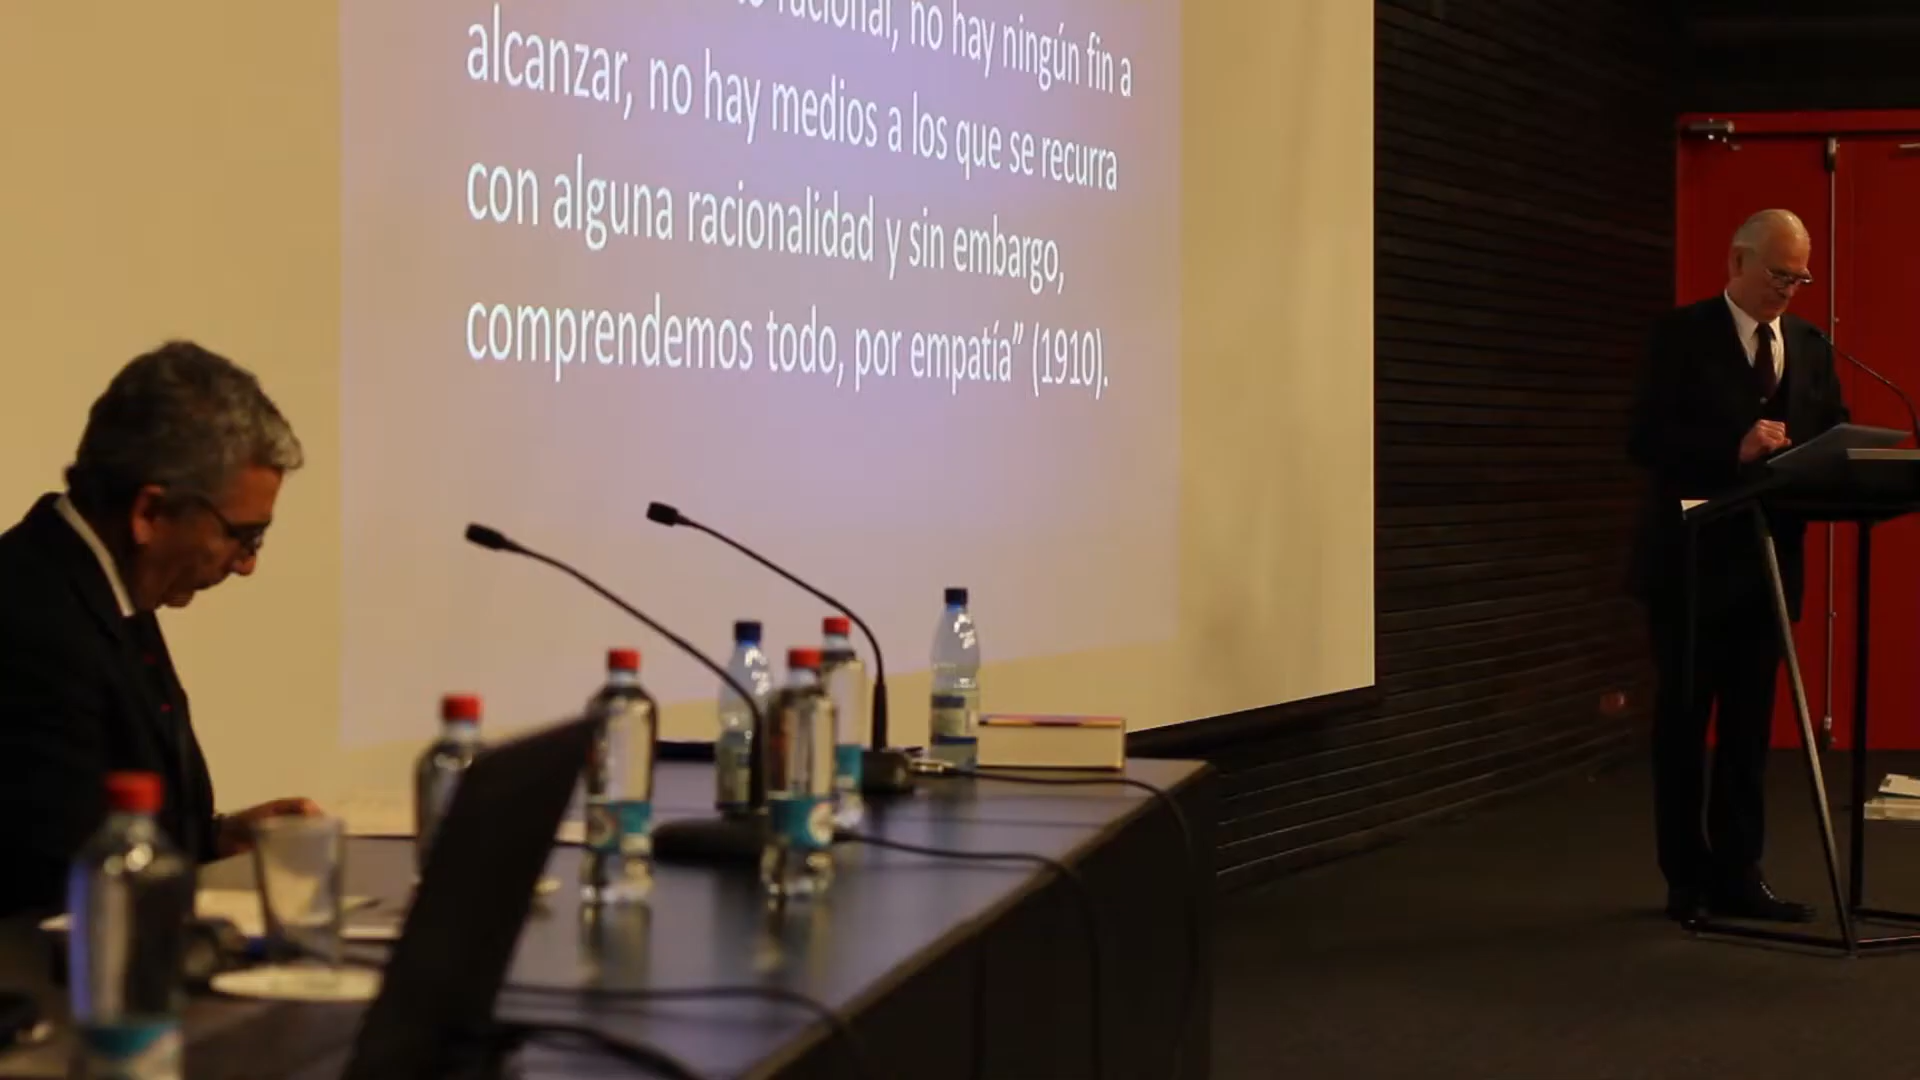 racional, no hay ningún fin a
alcanzar, no hay medios a los que se recurra
con alguna racionalidad y sin embargo,
comprendemos todo, por empatía” (1910).